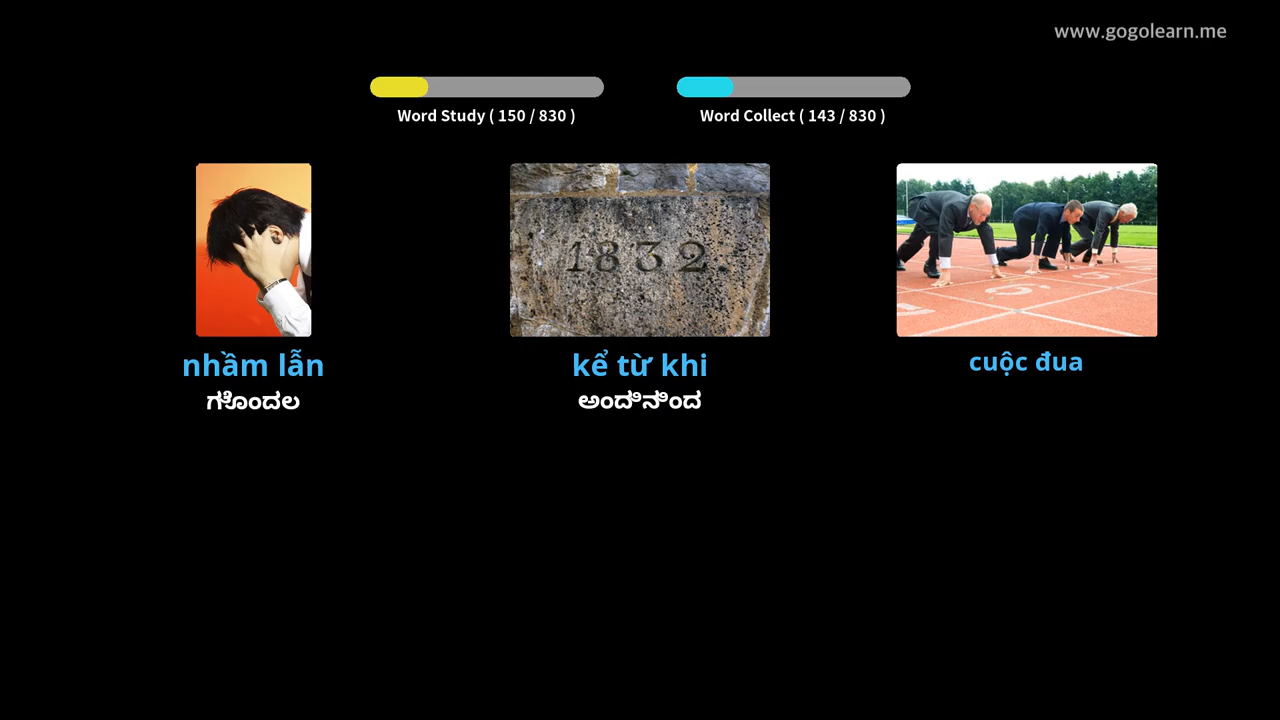 www.gogolearn.me
Word Study ( 150 / 830 )
Word Collect ( 143 / 830 )
1832.
nhầm lẫn
ಗೊಂದಲ
kể từ khi
ಅಂದಿನಿಂದ
cuộc đua